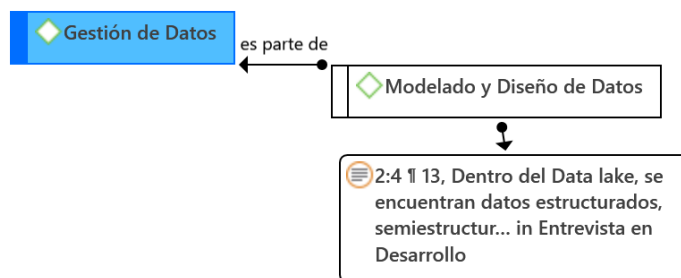 Gestión de Datos
es parte de
Modelado y Diseño de Datos
2:4 ¶ 13, Dentro del Data lake, se
encuentran datos estructurados,
semiestructur... in Entrevista en
Desarrollo